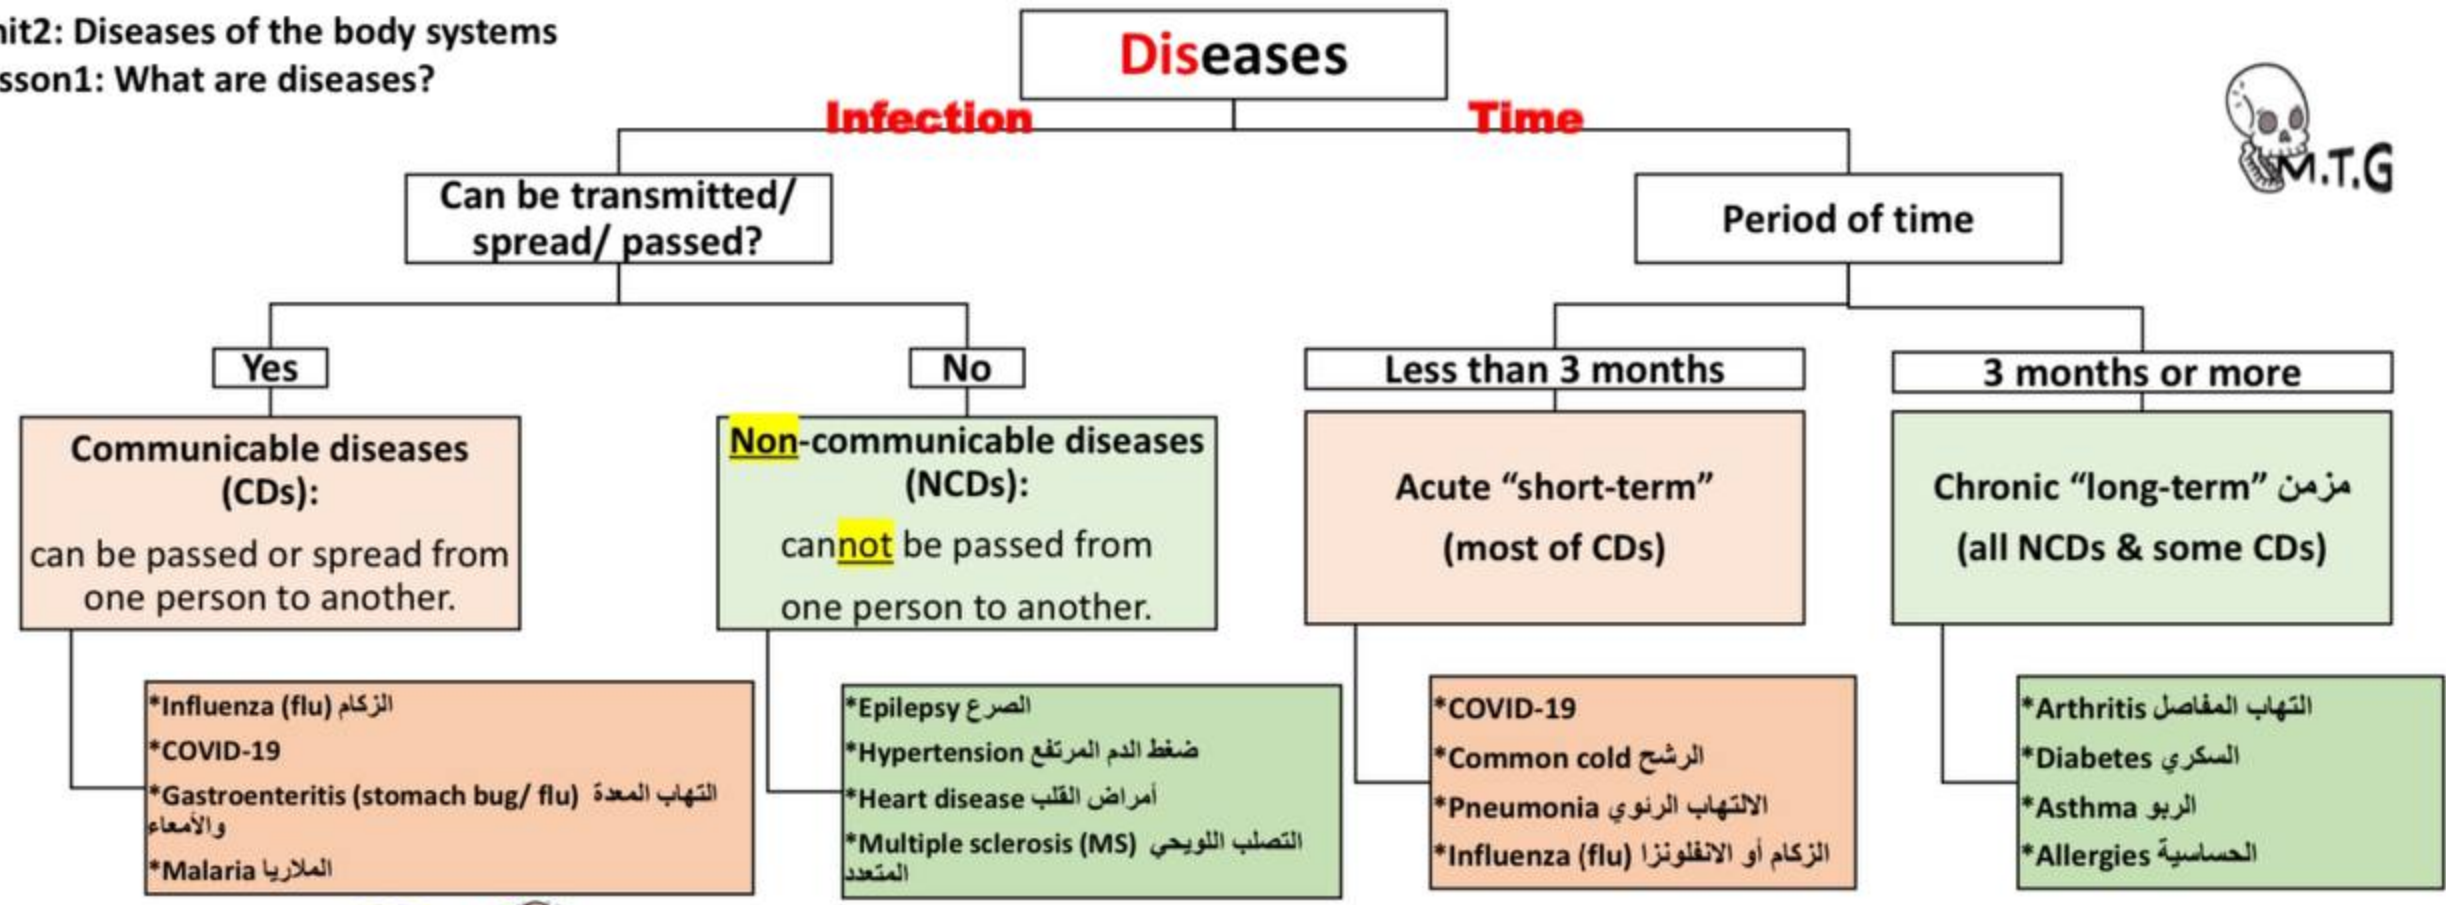 nit2: Diseases of the body systems
sson1: What are diseases?
Diseases
Infection
Time
M.T.G
Can be transmitted/
spread/ passed?
Period of time
Yes
No
Less than 3 months
3 months or more
Communicable diseases
(CDs):
can be passed or spread from
one person to another.
Non-communicable diseases
(NCDs):
cannot be passed from
one person to another.
Acute “short-term”
(most of CDs)
Chronic “long-term” مزمن
(all NCDs & some CDs)
*Influenza (flu) الزكام
*COVID-19
*Gastroenteritis (stomach bug/ flu) التهاب المعدة
والأمعاء
*Malaria الملاريا
*Epilepsy الصرع
*Hypertension ضغط الدم المرتفع
*Heart disease أمراض القلب
*Multiple sclerosis (MS) التصلب اللويحي
المتعدد
*COVID-19
*Common cold الرشح
*Pneumonia الالتهاب الرئوي
*Influenza (flu) الزكام أو الانفلونزا
*Arthritis التهاب المفاصل
*Diabetes السكري
*Asthma الربو
*Allergies الحساسية